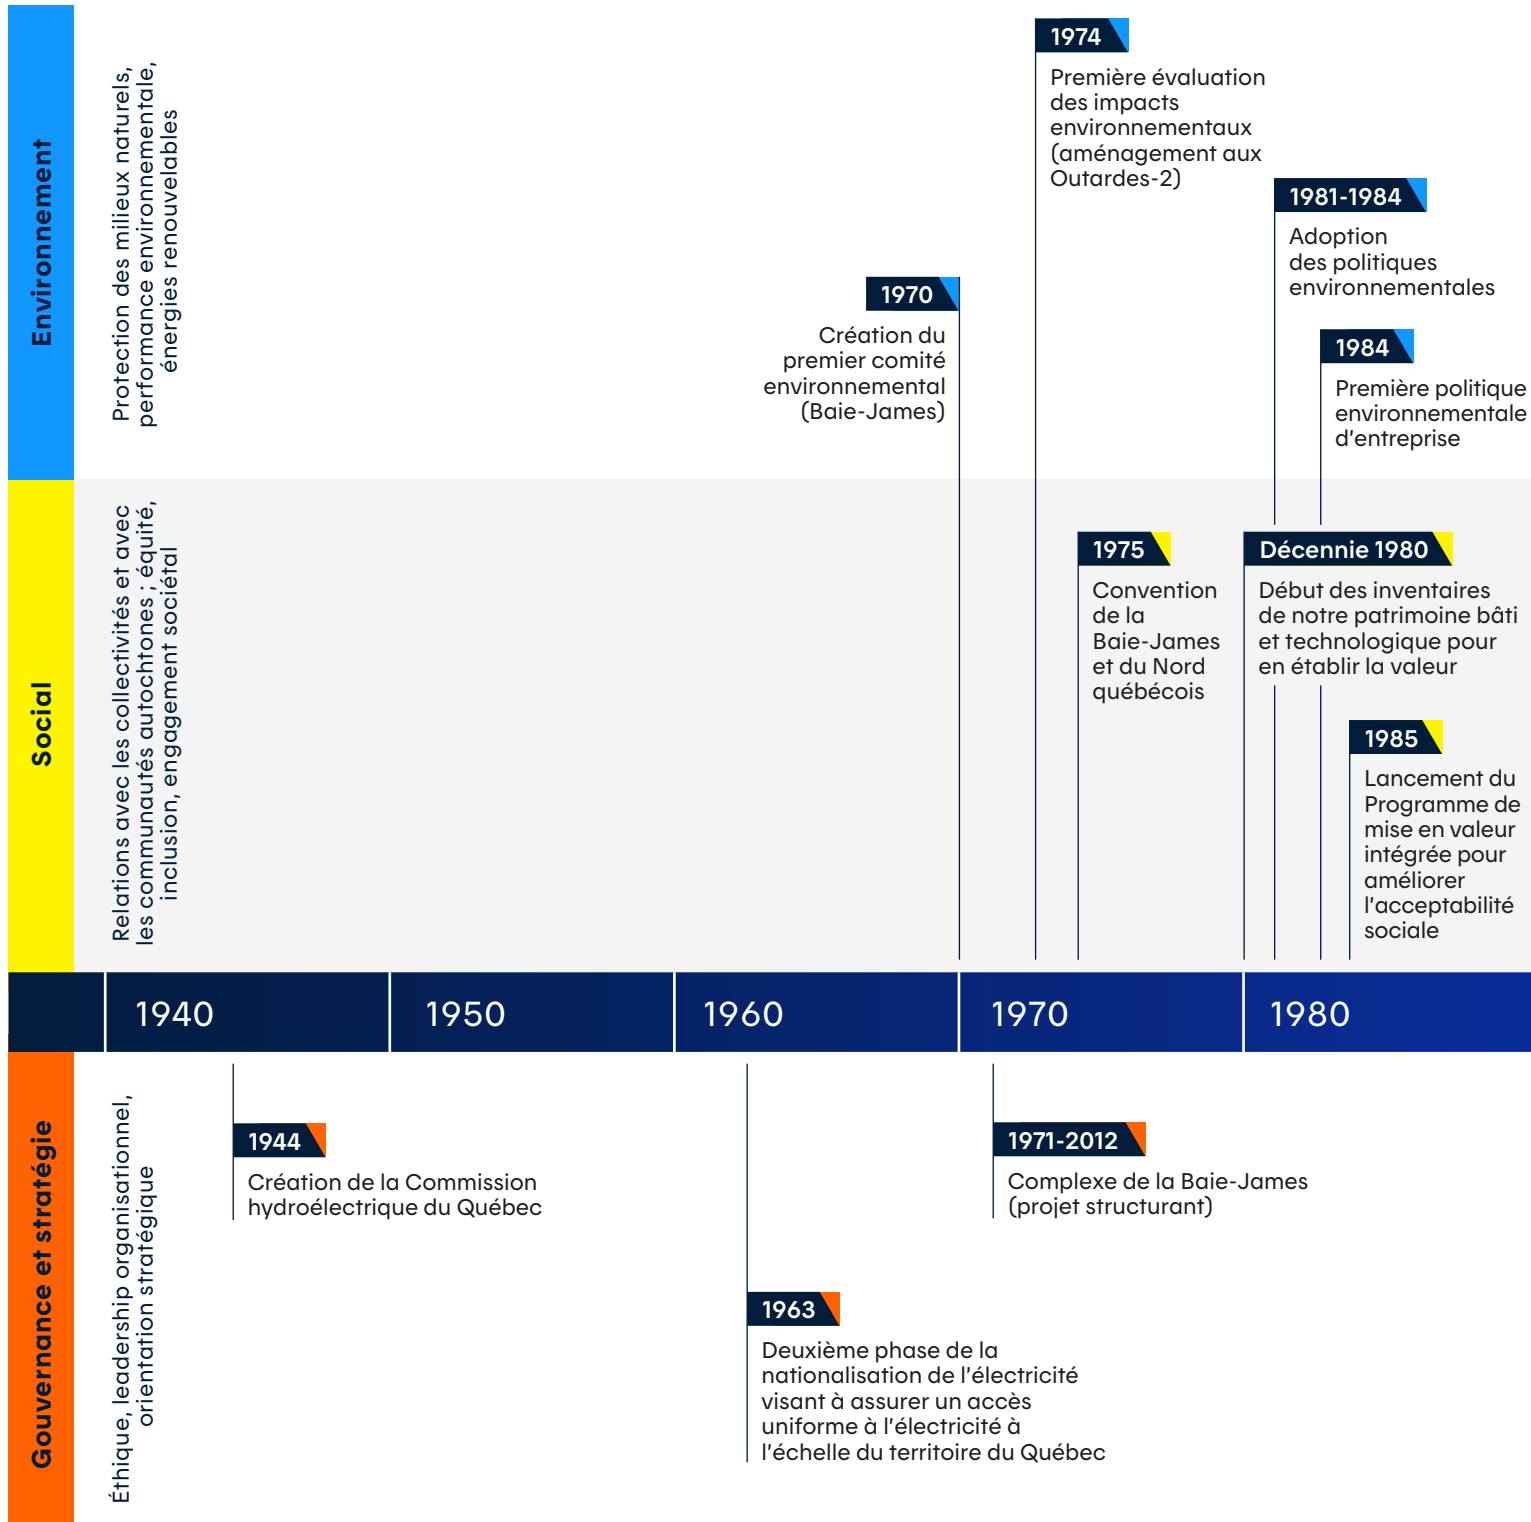 Environnement
Protection des milieux naturels,
performance environnementale,
énergies renouvelables
1970
Création du
premier comité
environnemental
(Baie-James)
1974
Première évaluation
des impacts
environnementaux
(aménagement aux
Outardes-2)
1981-1984
Adoption
des politiques
environnementales
1984
Première politique
environnementale
d'entreprise
Social
Relations avec les collectivités et avec
les communautés autochtones ; équité,
inclusion, engagement sociétal
1975
Convention
de la
Baie-James
et du Nord
québécois
Décennie 1980
Début des inventaires
de notre patrimoine bâti
et technologique pour
en établir la valeur
1985
Lancement du
Programme de
mise en valeur
intégrée pour
améliorer
l'acceptabilité
sociale
1940
1950
1960
1970
1980
Gouvernance et stratégie
Éthique, leadership organisationnel,
orientation stratégique
1944
Création de la Commission
hydroélectrique du Québec
1963
Deuxième phase de la
nationalisation de l'électricité
visant à assurer un accès
uniforme à l'électricité à
l'échelle du territoire du Québec
1971-2012
Complexe de la Baie-James
(projet structurant)